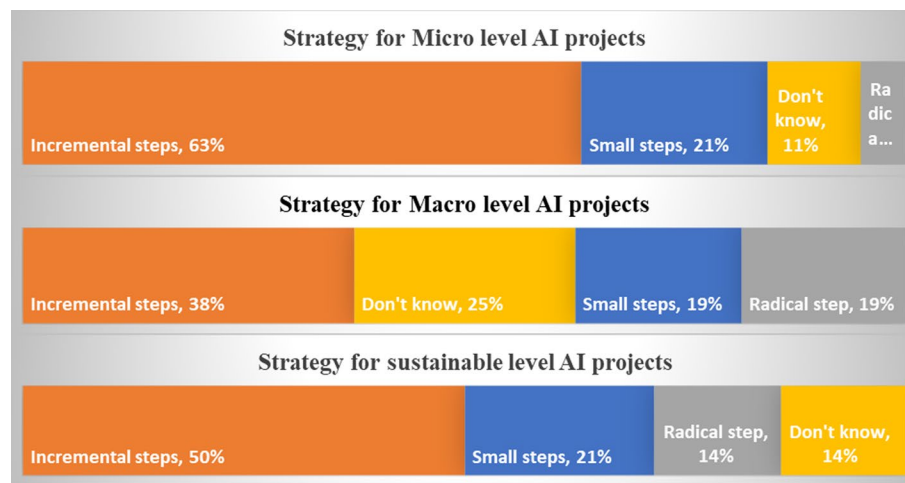 Strategy for Micro level AI projects
Incremental steps, 63%
Small steps, 21%
Don't
know,
11%
Ra
dic
a...
Strategy for Macro level AI projects
Incremental steps, 38%
Don't know, 25%
Small steps, 19%
Radical step, 19%
Strategy for sustainable level AI projects
Incremental steps, 50%
Small steps, 21%
Radical step,
14%
Don't know,
14%